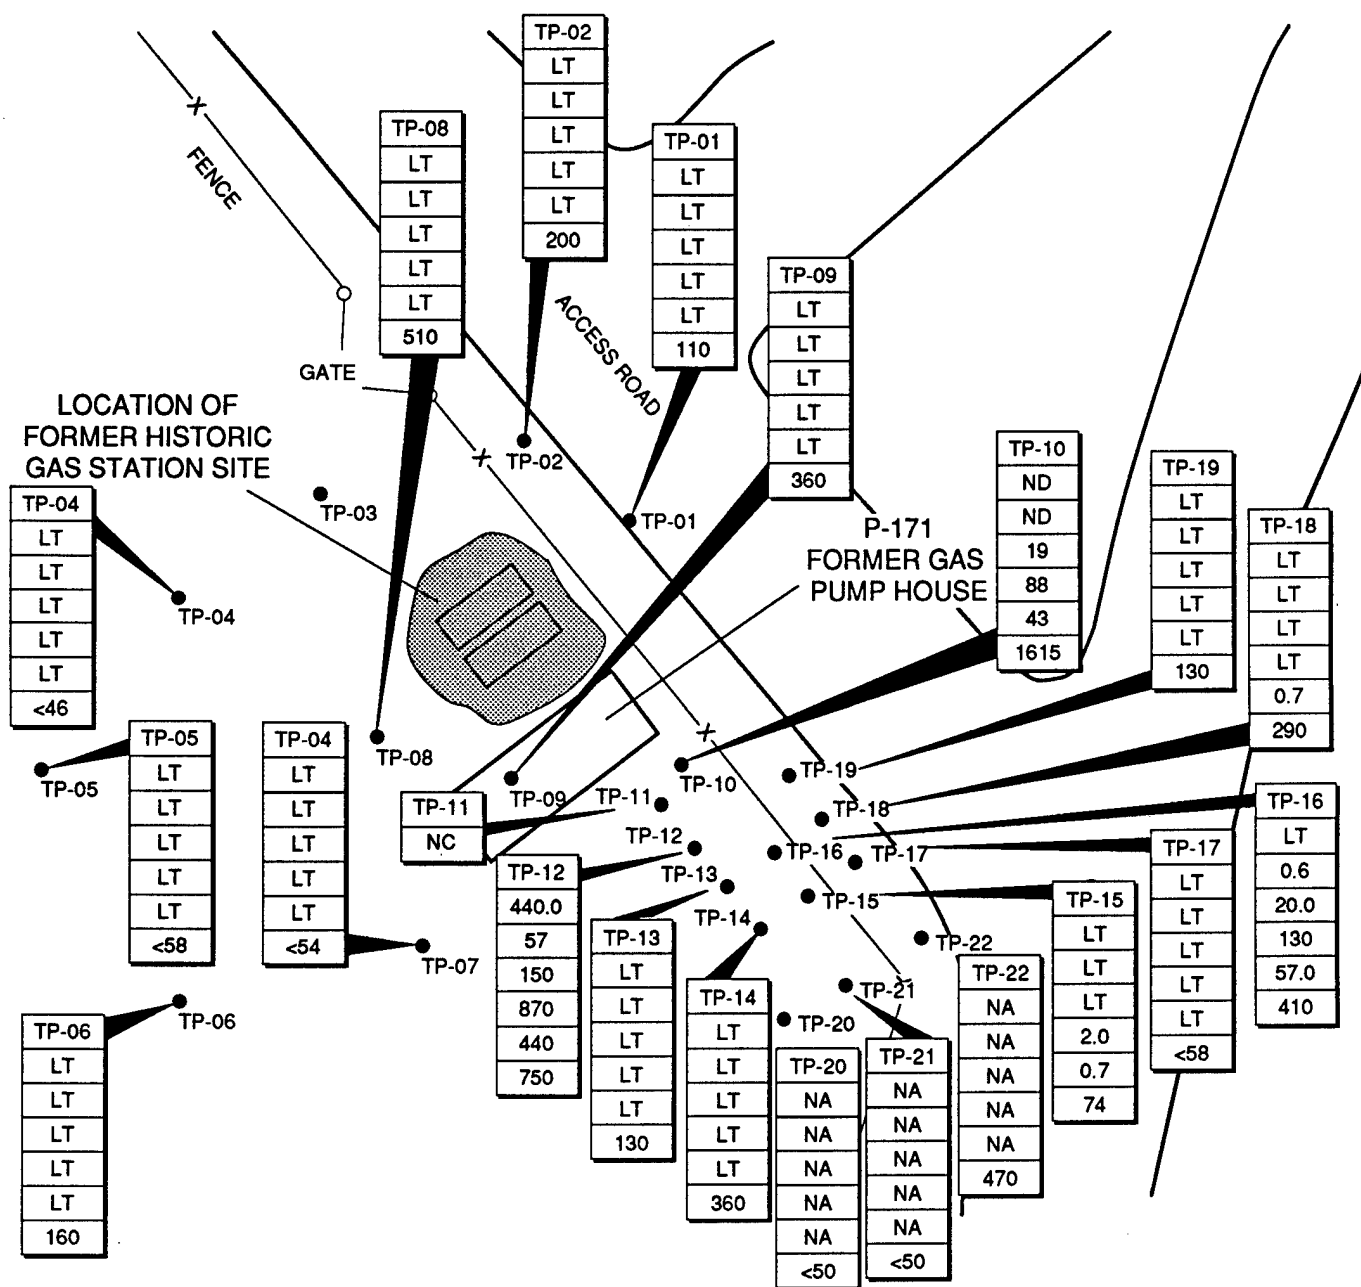 TP-02
LT
LT
LT
LT
LT
200
TP-08
LT
LT
LT
LT
LT
510
TP-01
LT
LT
LT
LT
LT
110
FENCE
X
GATE
ACCESS ROAD
TP-09
LT
LT
LT
LT
LT
360
LOCATION OF
FORMER HISTORIC
GAS STATION SITE
X
TP-02
TP-03
TP-01
P-171
FORMER GAS
PUMP HOUSE
TP-10
ND
ND
19
88
43
1615
TP-19
LT
LT
LT
LT
LT
130
TP-18
LT
LT
LT
LT
0.7
290
TP-04
LT
LT
LT
LT
LT
<46
TP-04
TP-05
TP-05
LT
LT
LT
LT
LT
<58
TP-04
LT
LT
LT
LT
LT
<54
TP-08
TP-09
X
TP-10
TP-19
TP-18
TP-11
TP-11
NC
TP-12
TP-13
TP-14
TP-16
TP-17
TP-15
TP-22
TP-21
TP-20
TP-07
TP-06
TP-16
LT
0.6
20.0
130
57.0
410
TP-17
LT
LT
LT
LT
LT
<58
TP-15
LT
LT
LT
2.0
0.7
74
TP-12
440.0
57
150
870
440
750
TP-13
LT
LT
LT
LT
LT
130
TP-14
LT
LT
LT
LT
LT
360
TP-22
NA
NA
NA
NA
NA
470
TP-06
LT
LT
LT
LT
LT
160
TP-20
NA
NA
NA
NA
NA
<50
TP-21
NA
NA
NA
NA
NA
<50